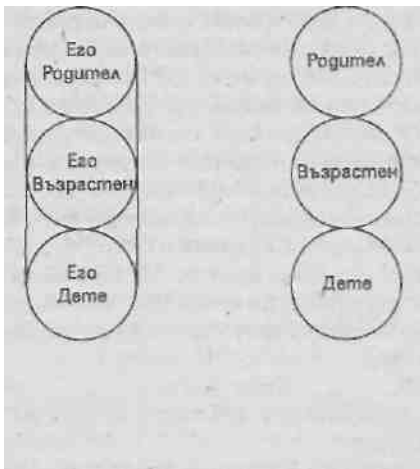 Его
Родител
Его
Възрастен
Его
Дете
Родител
Възрастен
Дете